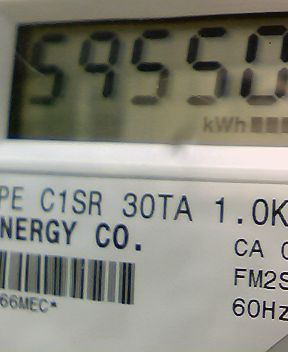 59550
kWh
PE C1SR 30TA 1.0K
NERGY CO.
CA
FM2S
66MEC*
60Hz